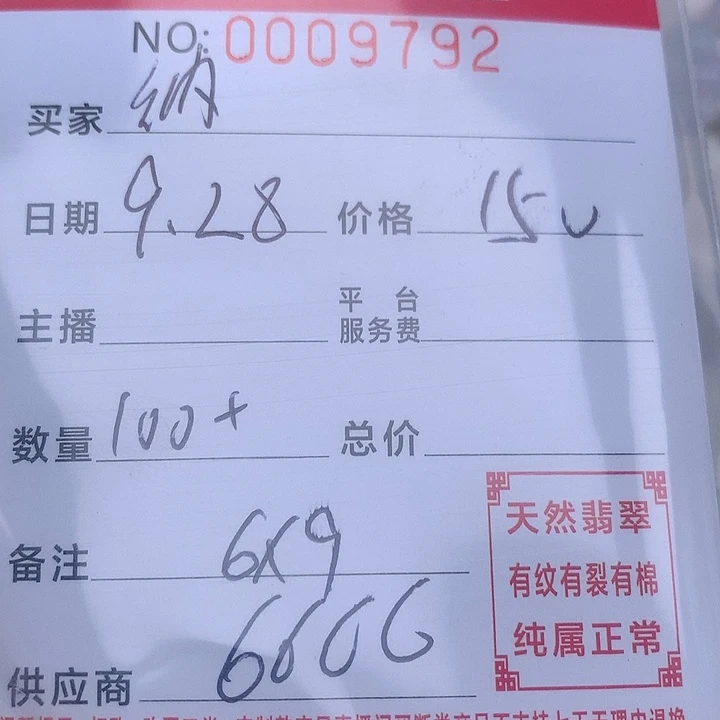 NO: 0009792
买家 纳
日期 9.28 价格 150
主播 平台服务费
数量 100+ 总价
备注 6x9
供应商 6666
天然翡翠
有纹有裂有棉
纯属正常